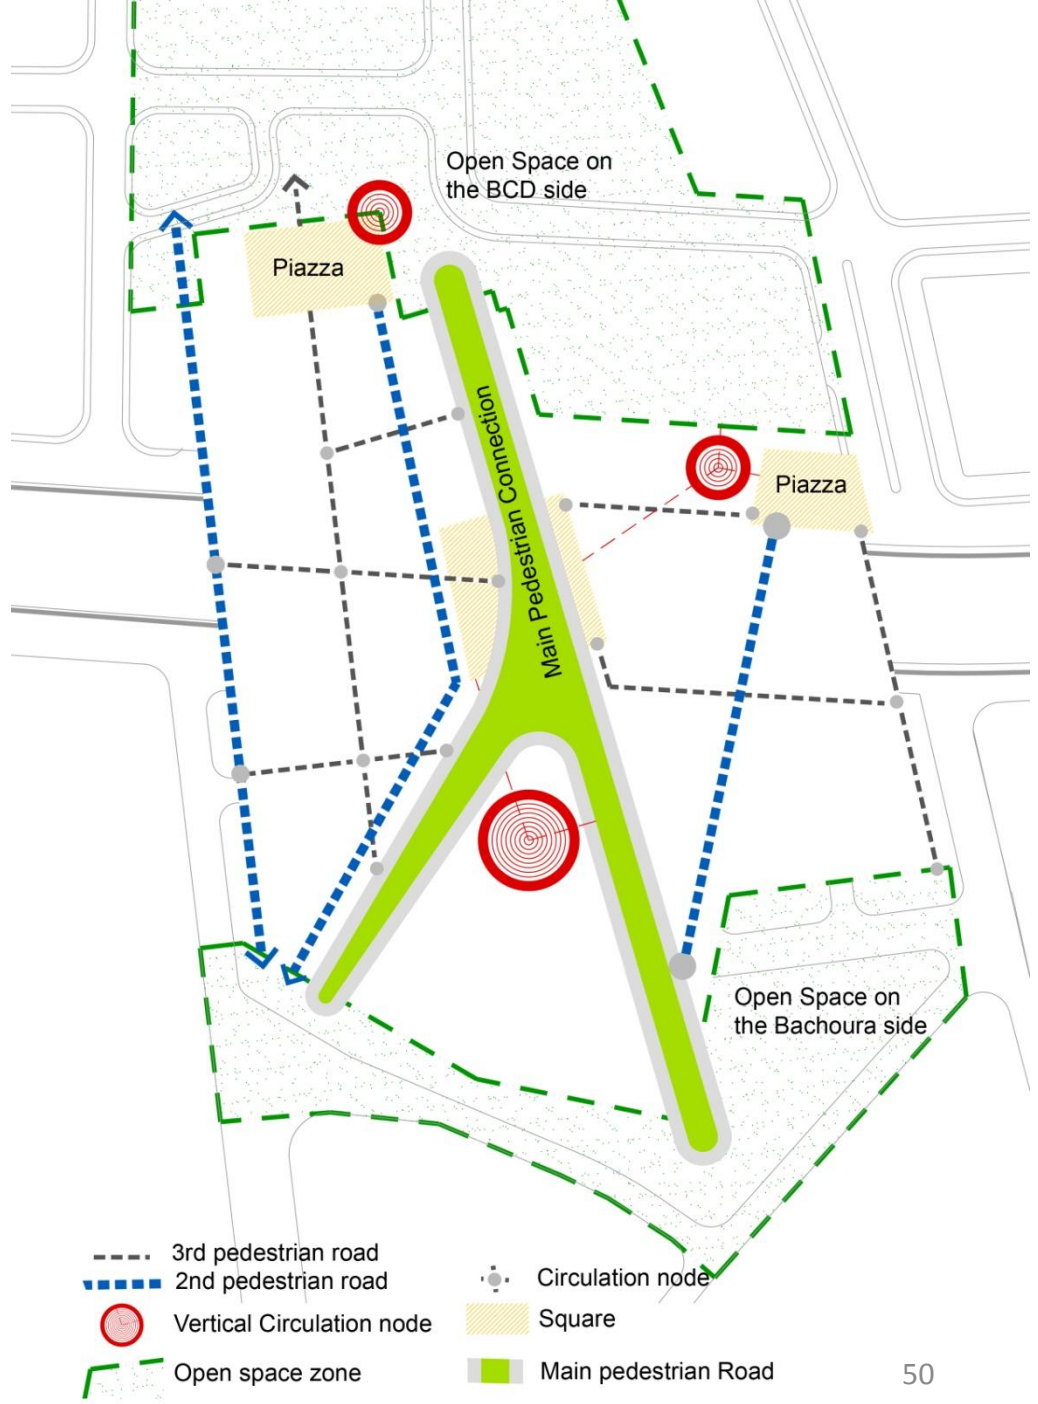 Open Space on
the BCD side
Piazza
Main Pedestrian Connection
Piazza
Open Space on
the Bachoura side
3rd pedestrian road
2nd pedestrian road
Circulation node
Vertical Circulation node
Square
Open space zone
Main pedestrian Road
50